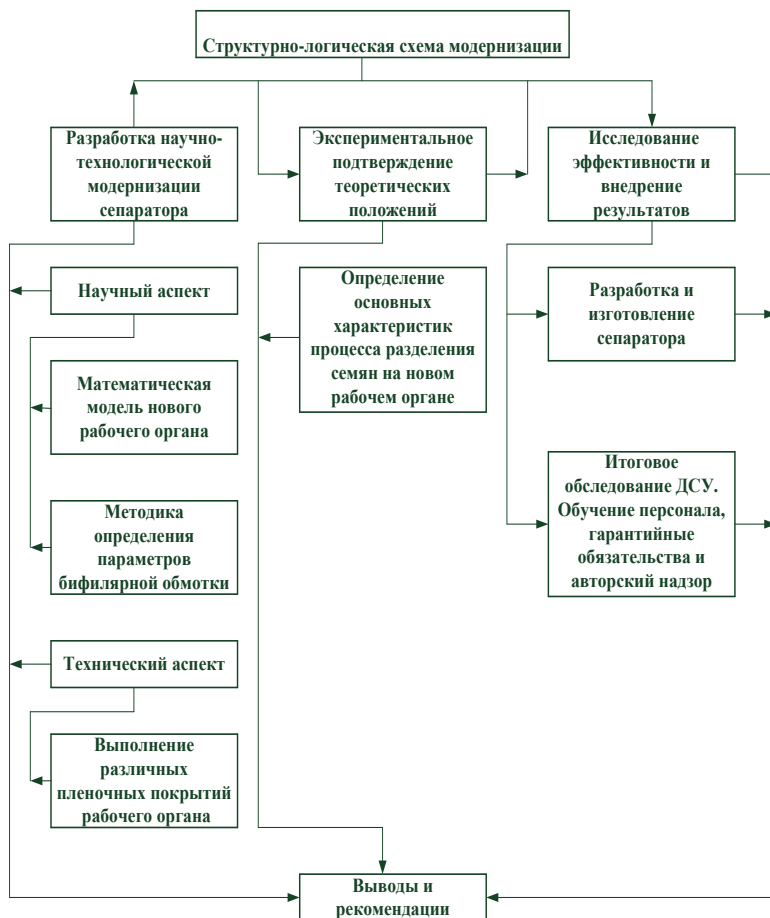 Структурно-логическая схема модернизации
Разработка научно-
технологической
модернизации
сепаратора
Экспериментальное
подтверждение
теоретических
положений
Исследование
эффективности и
внедрение
результатов
Научный аспект
Математическая
модель нового
рабочего органа
Методика
определения
параметров
бифилярной обмотки
Технический аспект
Выполнение
различных
пленочных покрытий
рабочего органа
Определение
основных
характеристик
процесса разделения
семян на новом
рабочем органе
Разработка и
изготовление
сепаратора
Итоговое
обследование ДСУ.
Обучение персонала,
гарантийные
обязательства и
авторский надзор
Выводы и
рекомендации